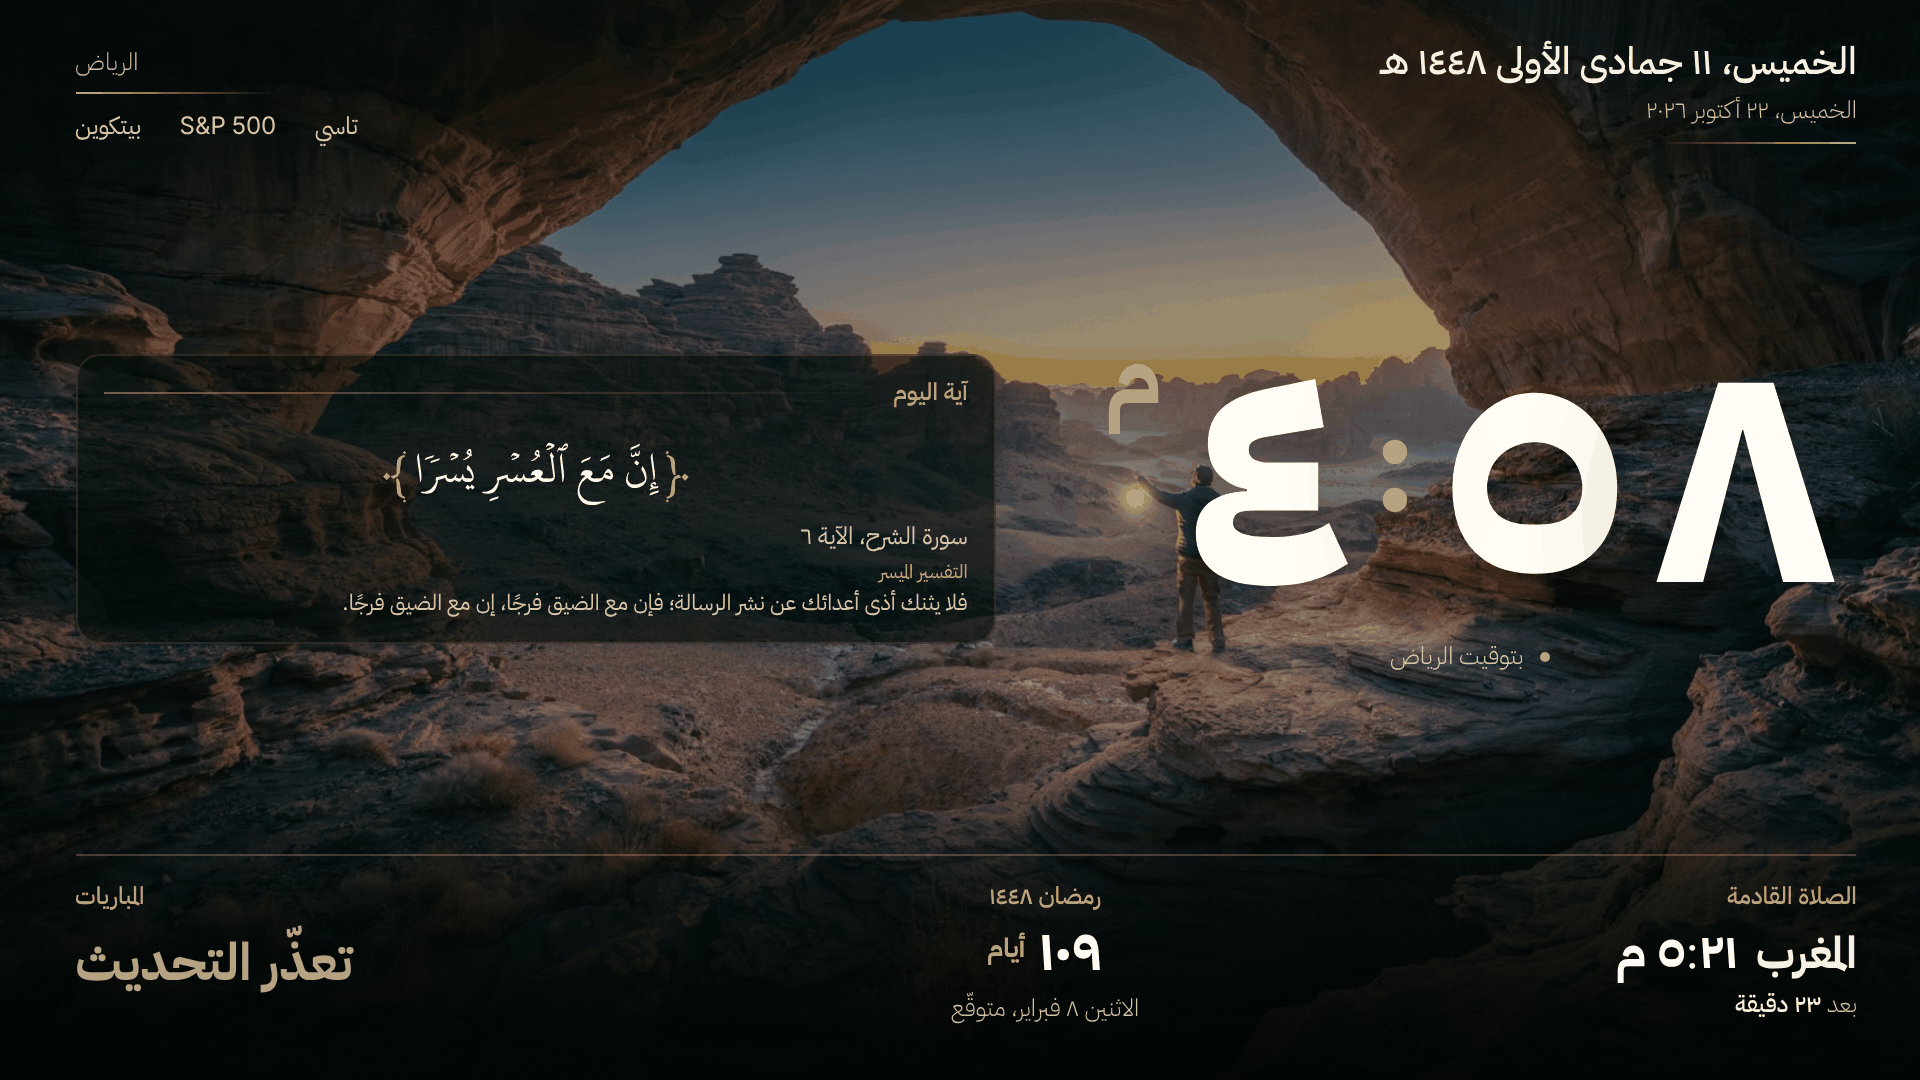 الخميس، ١١ جمادى الأولى ١٤٤٨ هـ
الخميس، ٢٢ أكتوبر ٢٠٢٦
الرياض
تاسي S&P 500 بيتكوين
٤:٥٨ م
بتوقيت الرياض
آية اليوم
﴿إِنَّ مَعَ ٱلْعُسْرِ يُسْرًا﴾
سورة الشرح، الآية ٦
التفسير الميسر
فلا يثنك أذى أعدائك عن نشر الرسالة؛ فإن مع الضيق فرجًا، إن مع الضيق فرجًا.
الصلاة القادمة
المغرب ٥:٢١ م
بعد ٢٣ دقيقة
رمضان ١٤٤٨
١٠٩ أيام
الاثنين ٨ فبراير، متوقّع
المباريات
تعذّر التحديث